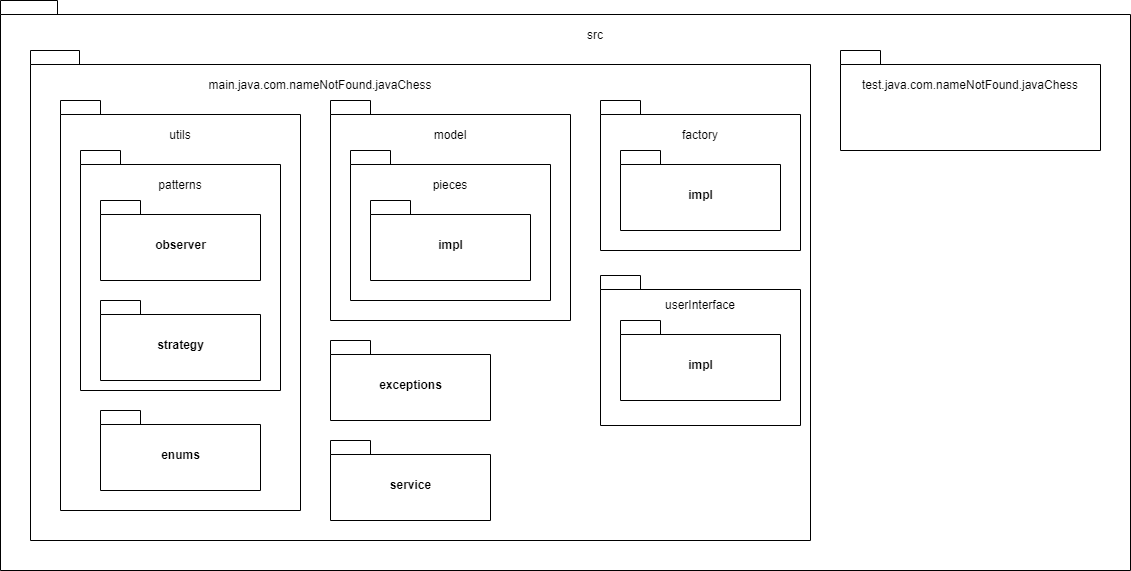 src
main.java.com.nameNotFound.javaChess
test.java.com.nameNotFound.javaChess
utils
model
factory
patterns
pieces
impl
observer
impl
userInterface
strategy
impl
exceptions
enums
service